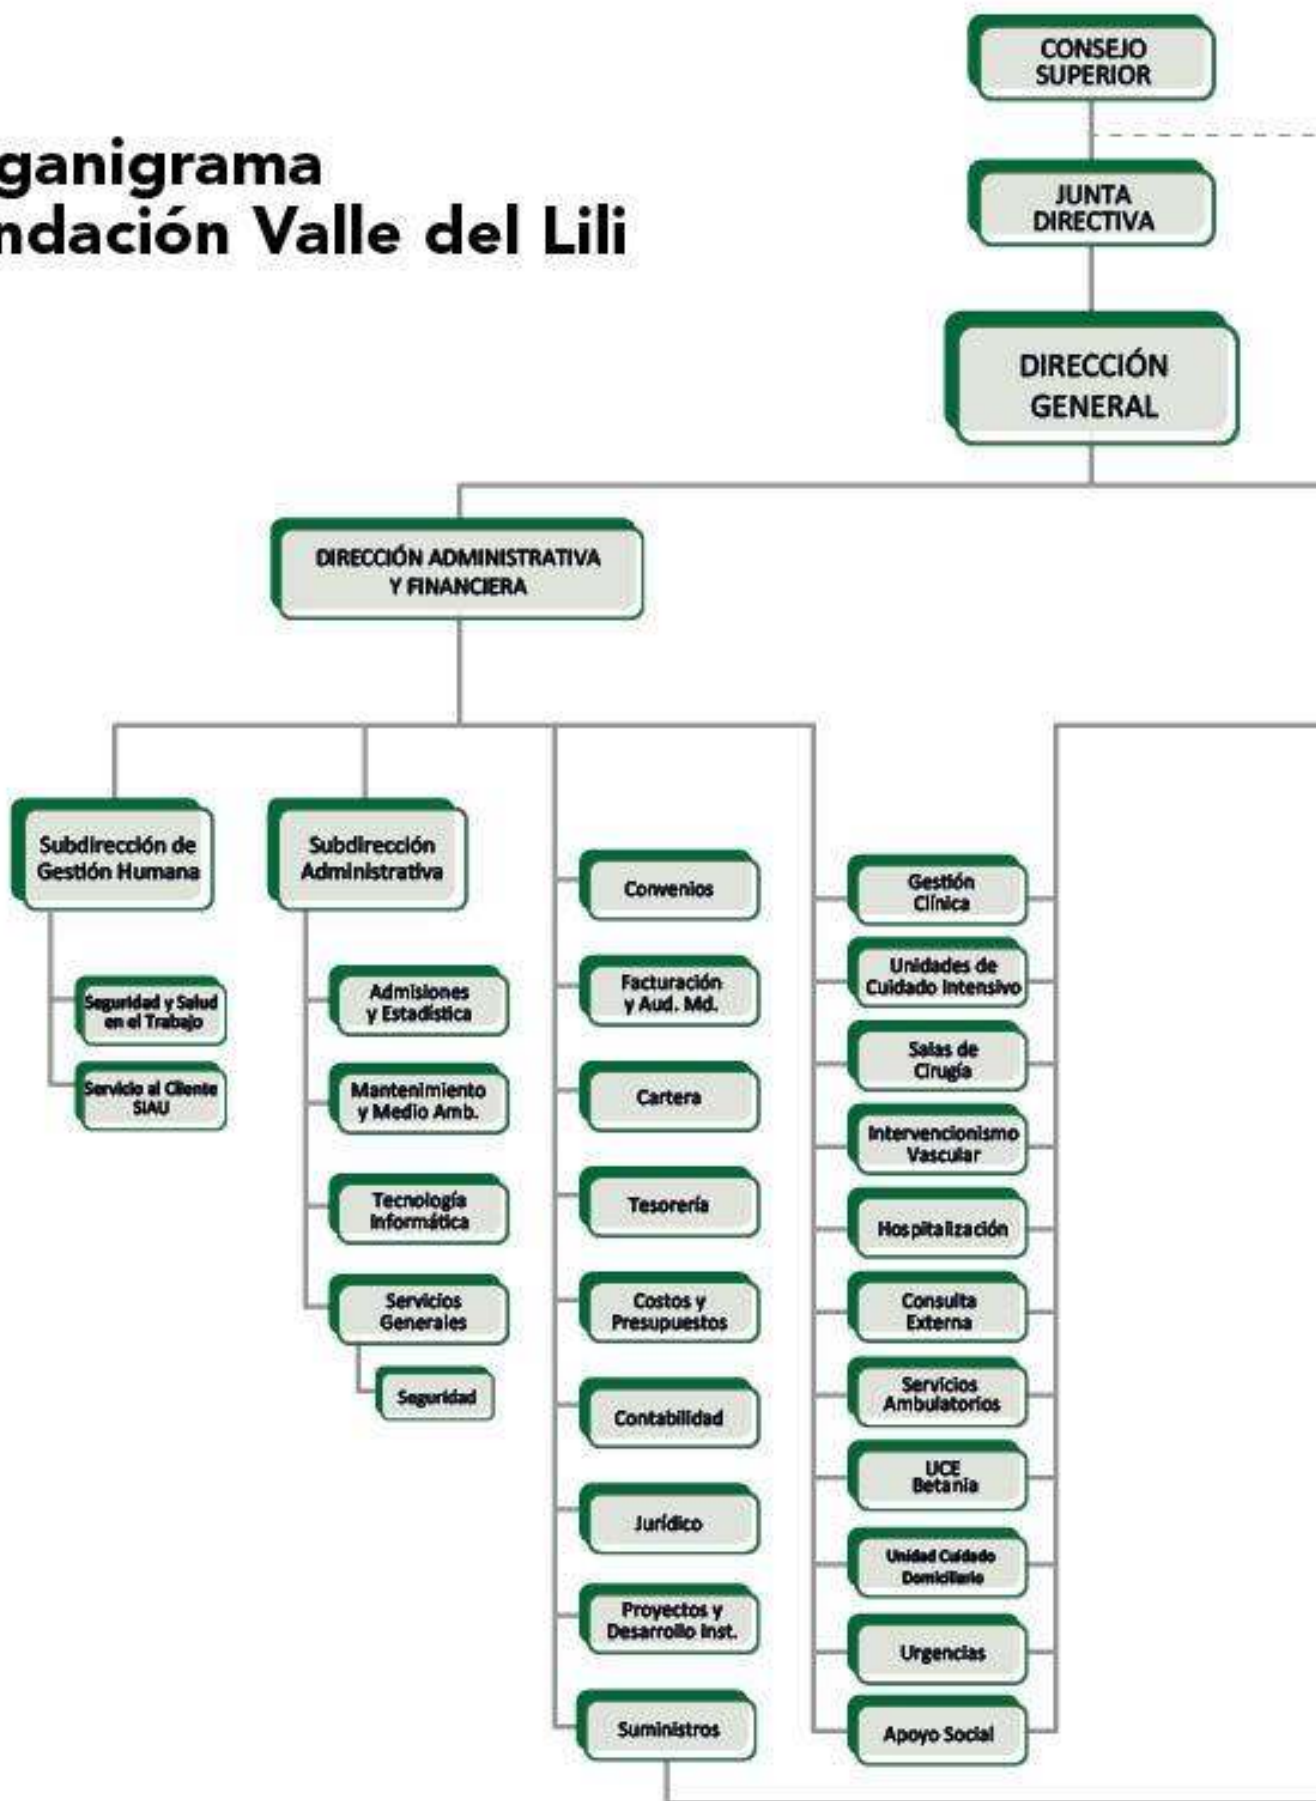 ganigrama
ndación Valle del Lili
CONSEJO
SUPERIOR
JUNTA
DIRECTIVA
DIRECCIÓN
GENERAL
DIRECCIÓN ADMINISTRATIVA
Y FINANCIERA
Subdirección de
Gestión Humana
Seguridad y Salud
en el Trabajo
Servicio al Cliente
SIAU
Subdirección
Administrativa
Admisiones
y Estadística
Mantenimiento
y Medio Amb.
Tecnología
Informática
Servicios
Generales
Seguridad
Convenios
Facturación
y Aud. Md.
Cartera
Tesorería
Costos y
Presupuestos
Contabilidad
Jurídico
Proyectos y
Desarrollo Inst.
Suministros
Gestión
Clínica
Unidades de
Cuidado Intensivo
Salas de
Cirugía
Intervencionismo
Vascular
Hospitalización
Consulta
Externa
Servicios
Ambulatorios
UCE
Betania
Unidad Cuidado
Domiciliario
Urgencias
Apoyo Social